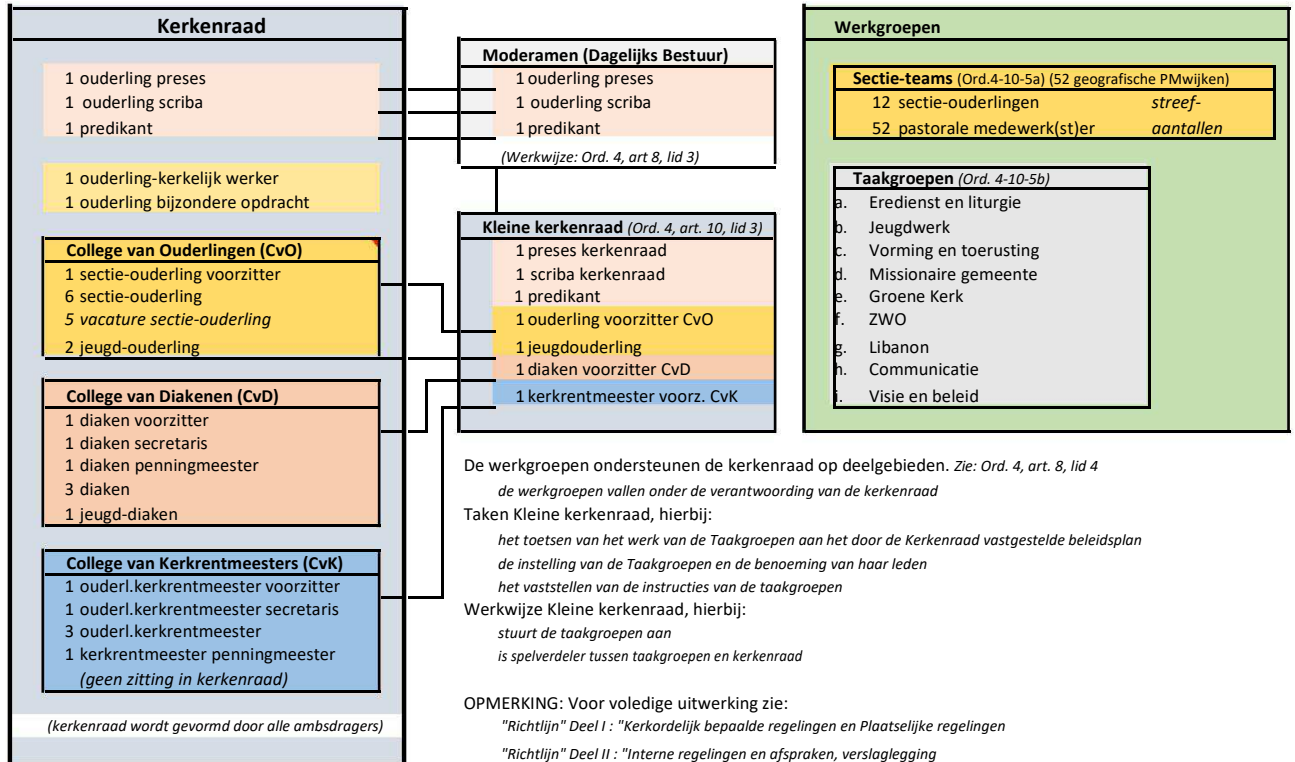 Kerkenraad
1 ouderling preses
1 ouderling scriba
1 predikant
1 ouderling-kerkelijk werker
1 ouderling bijzondere opdracht
College van Ouderlingen (CvO)
1 sectie-ouderling voorzitter
6 sectie-ouderling
5 vacature sectie-ouderling
2 jeugd-ouderling
College van Diakenen (CvD)
1 diaken voorzitter
1 diaken secretaris
1 diaken penningmeester
3 diaken
1 jeugd-diaken
College van Kerkrentmeesters (CvK)
1 ouderl.kerkrentmeester voorzitter
1 ouderl.kerkrentmeester secretaris
3 ouderl.kerkrentmeester
1 kerkrentmeester penningmeester
(geen zitting in kerkenraad)
(kerkenraad wordt gevormd door alle ambsdragers)
Moderamen (Dagelijks Bestuur)
1 ouderling preses
1 ouderling scriba
1 predikant
(Werkwijze: Ord. 4, art 8, lid 3)
Kleine kerkenraad (Ord. 4, art. 10, lid 3)
1 preses kerkenraad
1 scriba kerkenraad
1 predikant
1 ouderling voorzitter CvO
1 jeugdouderling
1 diaken voorzitter CvD
1 kerkrentmeester voorz. CvK
Werkgroepen
Sectie-teams (Ord.4-10-5a) (52 geografische PMwijken)
12 sectie-ouderlingen streef-
52 pastorale medewerk(st)er aantallen
Taakgroepen (Ord. 4-10-5b)
a. Eredienst en liturgie
b. Jeugdwerk
c. Vorming en toerusting
d. Missionaire gemeente
e. Groene Kerk
f. ZWO
g. Libanon
h. Communicatie
i. Visie en beleid
De werkgroepen ondersteunen de kerkenraad op deelgebieden. Zie: Ord. 4, art. 8, lid 4
de werkgroepen vallen onder de verantwoording van de kerkenraad
Taken Kleine kerkenraad, hierbij:
het toetsen van het werk van de Taakgroepen aan het door de Kerkenraad vastgestelde beleidsplan
de instelling van de Taakgroepen en de benoeming van haar leden
het vaststellen van de instructies van de taakgroepen
Werkwijze Kleine kerkenraad, hierbij:
stuurt de taakgroepen aan
is spelverdeler tussen taakgroepen en kerkenraad
OPMERKING: Voor voledige uitwerking zie:
"Richtlijn" Deel I : "Kerkordelijk bepaalde regelingen en Plaatselijke regelingen
"Richtlijn" Deel II : "Interne regelingen en afspraken, verslaglegging